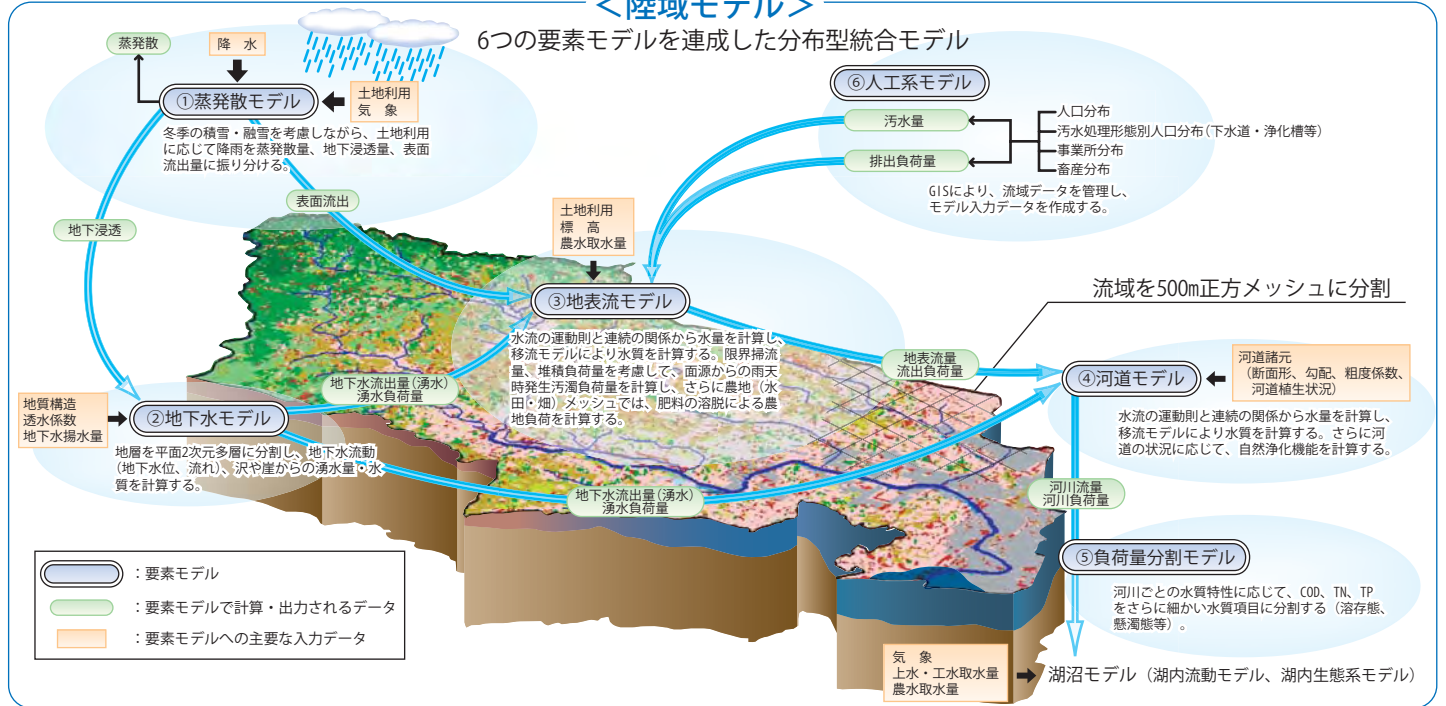 ＜陸域モデル＞
6つの要素モデルを連成した分布型統合モデル
蒸発散
降　水
①蒸発散モデル
土地利用
気　象
冬季の積雪・融雪を考慮しながら、土地利用
に応じて降雨を蒸発散量、地下浸透量、表面
流出量に振り分ける。
⑥人工系モデル
汚水量
排出負荷量
人口分布
汚水処理形態別人口分布(下水道・浄化槽等)
事業所分布
畜産分布
GISにより、流域データを管理し、
モデル入力データを作成する。
表面流出
地下浸透
土地利用
標　高
農水取水量
③地表流モデル
水流の運動則と連続の関係から水量を計算し、
移流モデルにより水質を計算する。限界掃流
量、堆積負荷量を考慮して、面源からの雨天
時発生汚濁負荷量を計算し、さらに農地（水
田・畑）メッシュでは、肥料の溶脱による農
地負荷を計算する。
流域を500m正方メッシュに分割
地表流量
流出負荷量
④河道モデル
河道諸元
(断面形、勾配、粗度係数、
河道植生状況)
水流の運動則と連続の関係から水量を計算し、
移流モデルにより水質を計算する。さらに河
道の状況に応じて、自然浄化機能を計算する。
地下水流出量(湧水)
湧水負荷量
地質構造
透水係数
地下水揚水量
②地下水モデル
地層を平面2次元多層に分割し、地下水流動
(地下水位、流れ)、沢や崖からの湧水量・水
質を計算する。
地下水流出量(湧水)
湧水負荷量
河川流量
河川負荷量
⑤負荷量分割モデル
河川ごとの水質特性に応じて、COD、TN、TP
をさらに細かい水質項目に分割する（溶存態、
懸濁態等）。
：要素モデル
：要素モデルで計算・出力されるデータ
：要素モデルへの主要な入力データ
気　象
上水・工水取水量
農水取水量
湖沼モデル（湖内流動モデル、湖内生態系モデル）